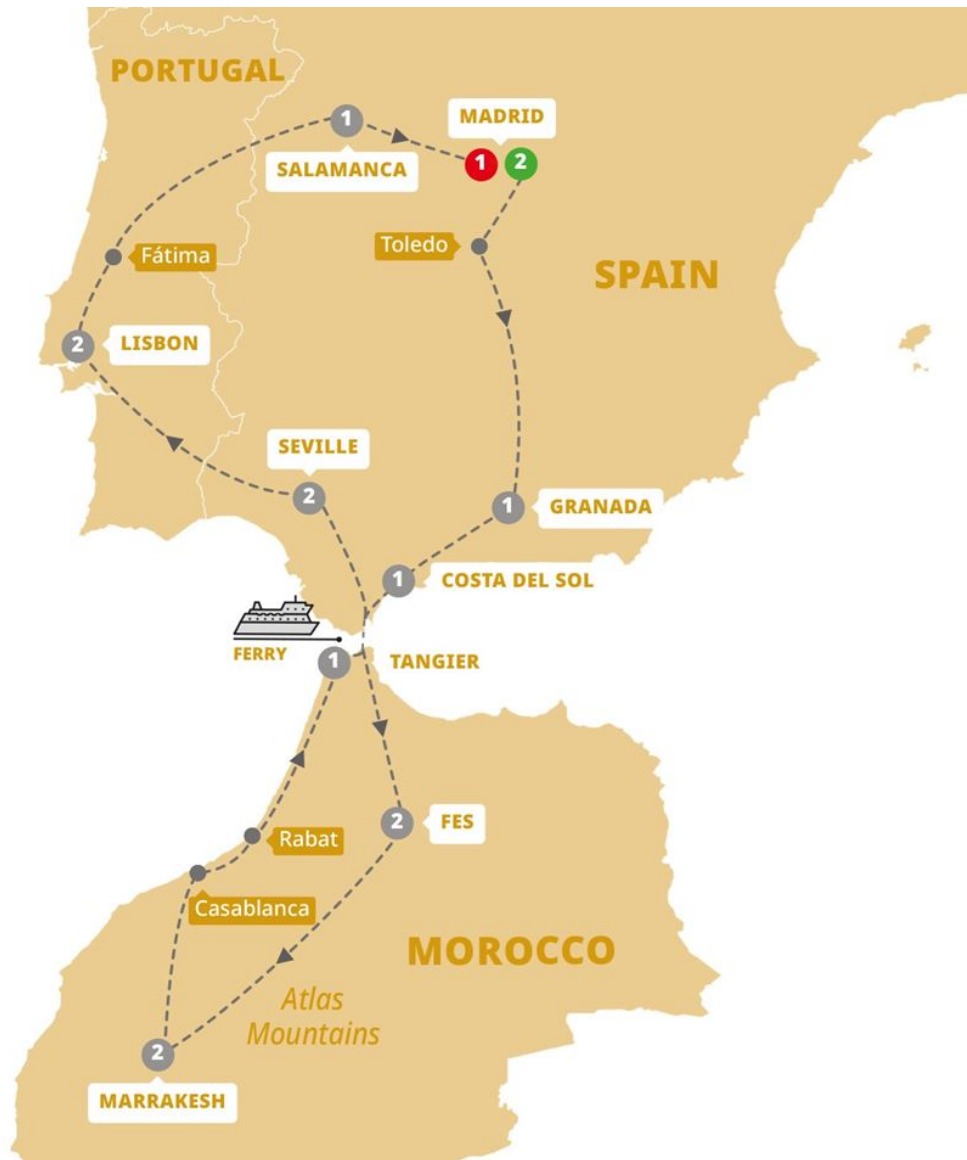 PORTUGAL
1
MADRID
SALAMANCA
1
2
Fátima
Toledo
SPAIN
2
LISBON
SEVILLE
2
1
GRANADA
1
COSTA DEL SOL
FERRY
1
TANGIER
2
FES
Rabat
Casablanca
MOROCCO
Atlas
Mountains
2
MARRAKESH